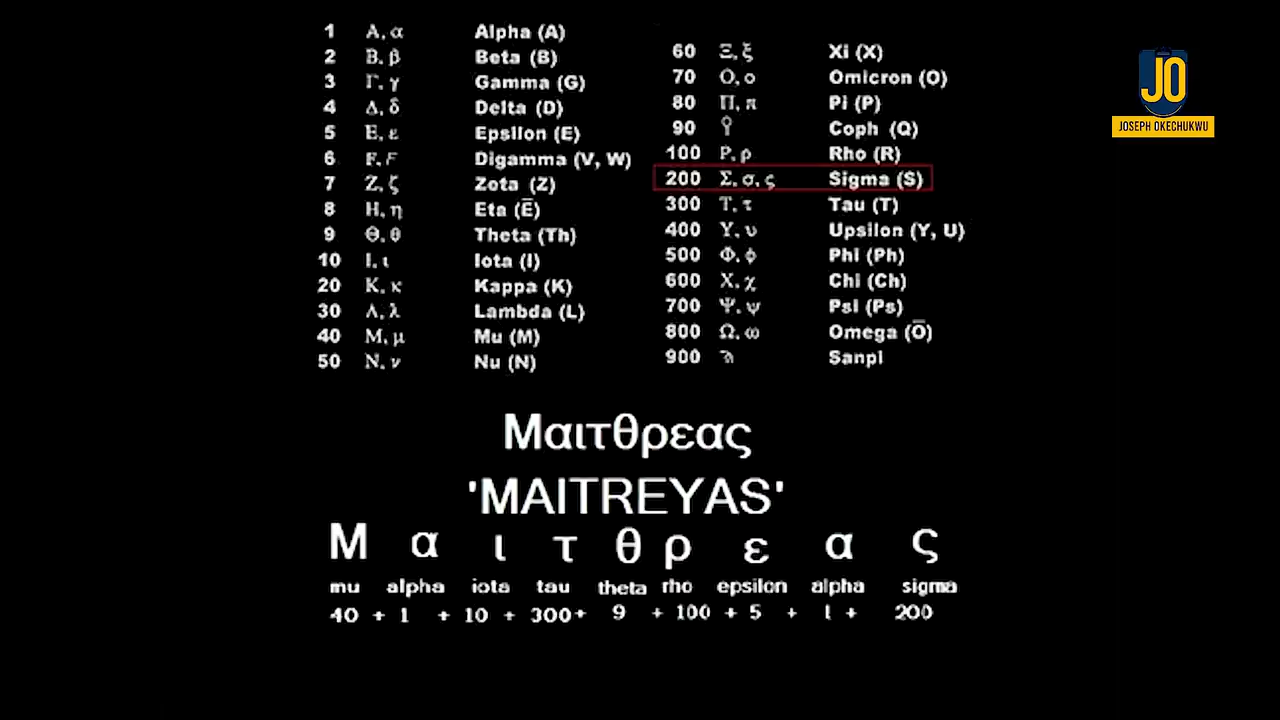 1 Α, α Alpha (A)
2 Β, β Beta (B)
3 Γ, γ Gamma (G)
4 Δ, δ Delta (D)
5 Ε, ε Epsilon (E)
6 F, F Digamma (V, W)
7 Ζ, ζ Zota (Z)
8 Η, η Eta (Ē)
9 Θ, θ Theta (Th)
10 Ι, ι Iota (I)
20 Κ, κ Kappa (K)
30 Λ, λ Lambda (L)
40 Μ, μ Mu (M)
50 Ν, ν Nu (N)
60 Ξ, ξ Xi (X)
70 Ο, ο Omicron (O)
80 Π, π Pi (P)
90 ϙ Coph (Q)
100 Ρ, ρ Rho (R)
200 Σ, σ, ς Sigma (S)
300 Τ, τ Tau (T)
400 Υ, υ Upsilon (Y, U)
500 Φ, ϕ Phi (Ph)
600 Χ, χ Chi (Ch)
700 Ψ, ψ Psi (Ps)
800 Ω, ω Omega (Ō)
900 ϡ Sanpi
JO
JOSEPH OKECHUKWU
Μαιτθρεας
'MAITREYAS'
Μ α ι τ θ ρ ε α ς
mu alpha iota tau theta rho epsilon alpha sigma
40 + 1 + 10 + 300 + 9 + 100 + 5 + 1 + 200